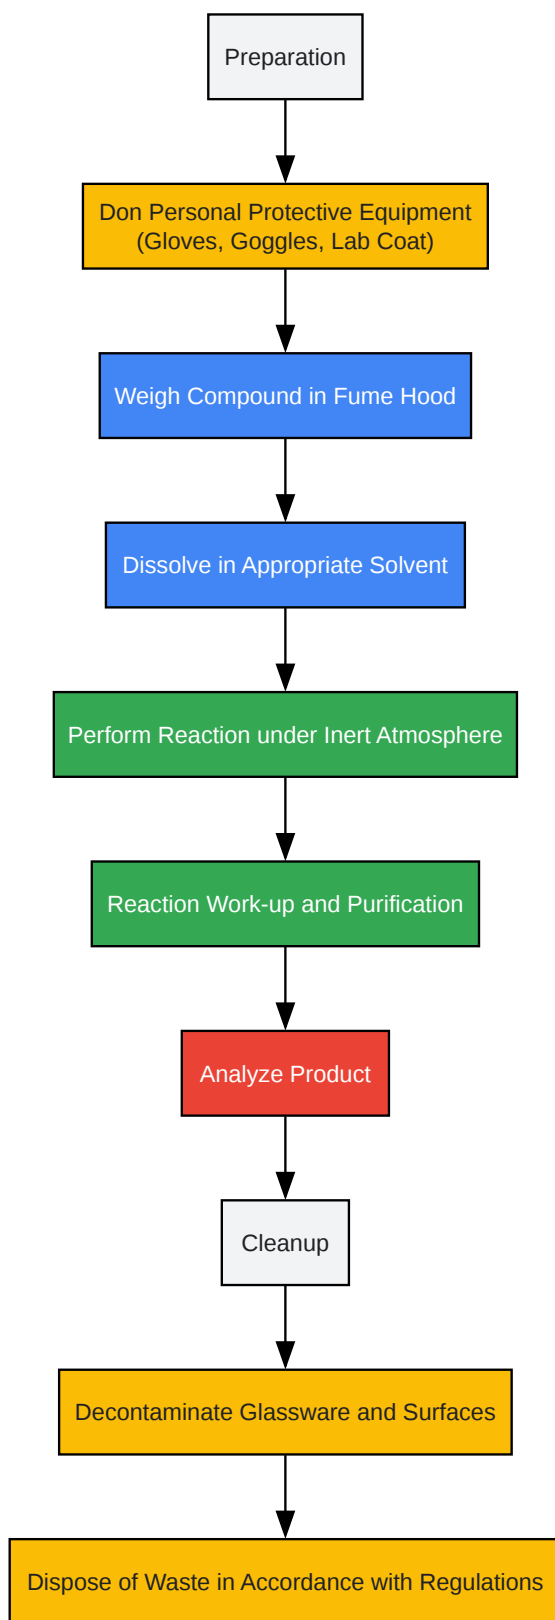 Preparation
Don Personal Protective Equipment
(Gloves, Goggles, Lab Coat)
Weigh Compound in Fume Hood
Dissolve in Appropriate Solvent
Perform Reaction under Inert Atmosphere
Reaction Work-up and Purification
Analyze Product
Cleanup
Decontaminate Glassware and Surfaces
Dispose of Waste in Accordance with Regulations